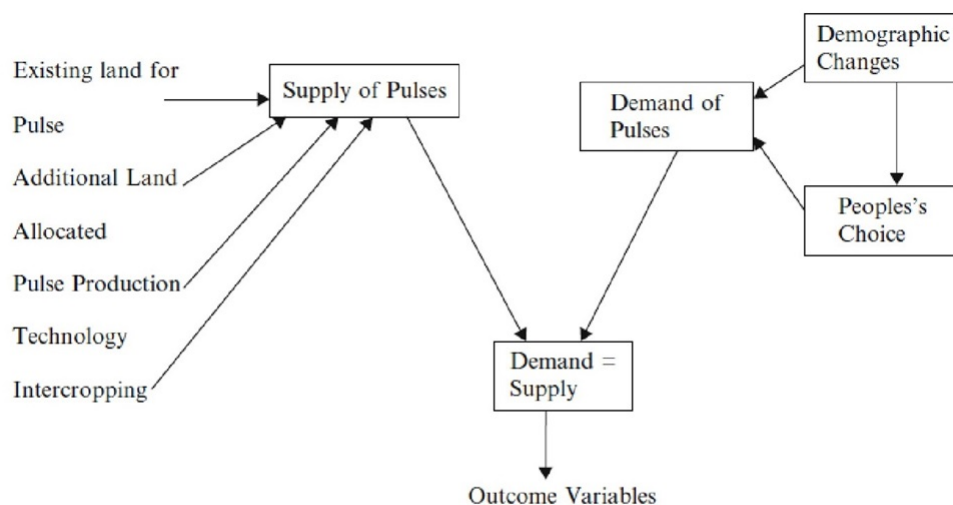 Existing land for
Pulse
Additional Land
Allocated
Pulse Production
Technology
Intercropping
Supply of Pulses
Demand of
Pulses
Demographic
Changes
Peoples's
Choice
Demand =
Supply
Outcome Variables